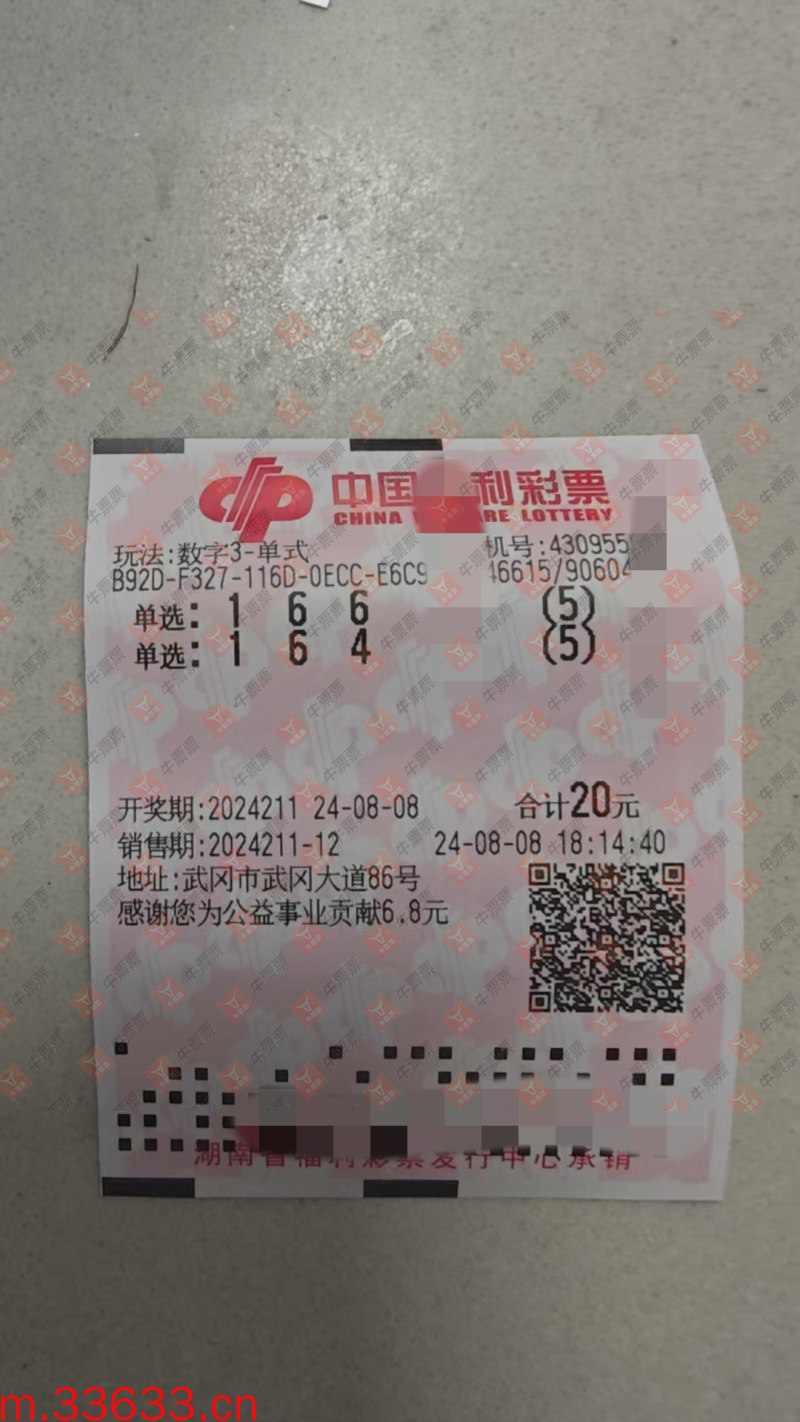 中国 利彩票
CHINA RE LOTTERY
玩法:数字3-单式 机号:430955
B92D-F327-116D-0ECC-E6C9 46615/90604
单选: 1 6 6 (5)
单选: 1 6 4 (5)
开奖期:2024211 24-08-08 合计20元
销售期:2024211-12 24-08-08 18:14:40
地址:武冈市武冈大道86号
感谢您为公益事业贡献6.8元
湖南省福利彩票发行中心承销
牛票票
m.33633.cn